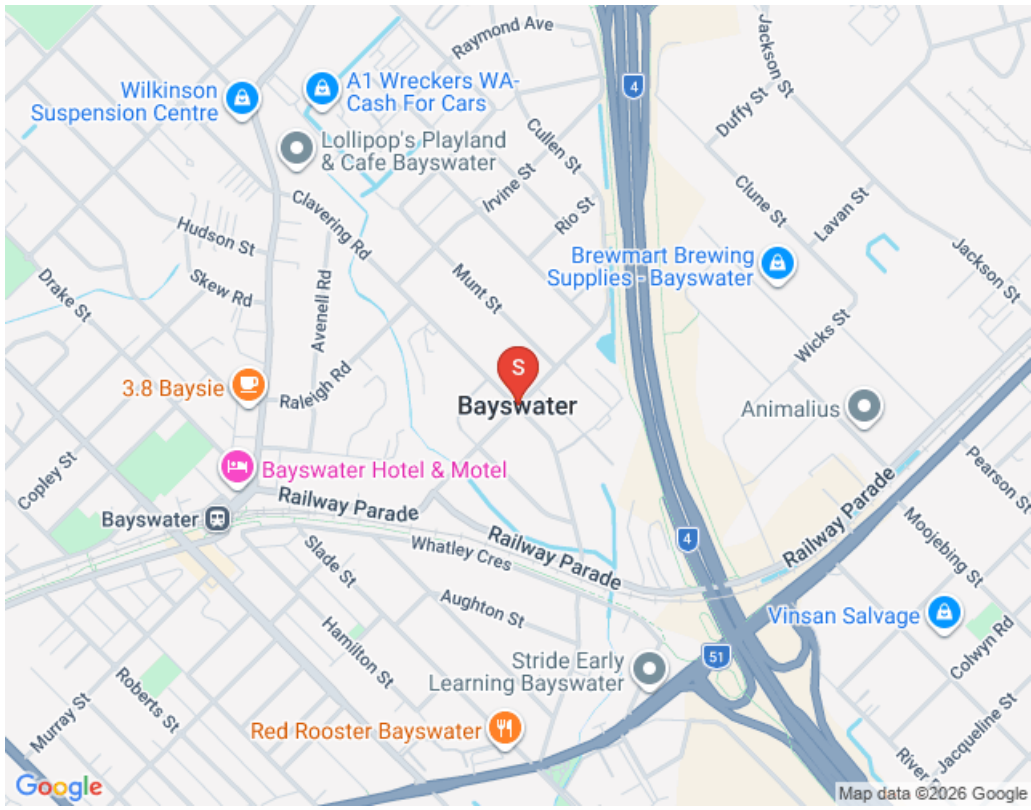 Raymond Ave
Jackson St
4
Wilkinson
Suspension Centre
A1 Wreckers WA-
Cash For Cars
Duffy St
Cullen St
Lollipop's Playland
& Cafe Bayswater
Irvine St
Clune St
Lavan St
Clavering Rd
Rio St
Hudson St
Jackson St
Brewmart Brewing
Supplies - Bayswater
Drake St
Skew Rd
Avenell Rd
Munt St
Wicks St
S
3.8 Baysie
Raleigh Rd
Bayswater
Animalius
Bayswater Hotel & Motel
Copley St
Pearson St
Railway Parade
Bayswater
Railway Parade
Moojebing St
4
Whatley Cres
Railway Parade
Slade St
Aughton St
Vinsan Salvage
Colwyn Rd
Hamilton St
51
Stride Early
Learning Bayswater
Roberts St
Murray St
Red Rooster Bayswater
Jacqueline St
Google
Map data ©2026 Google